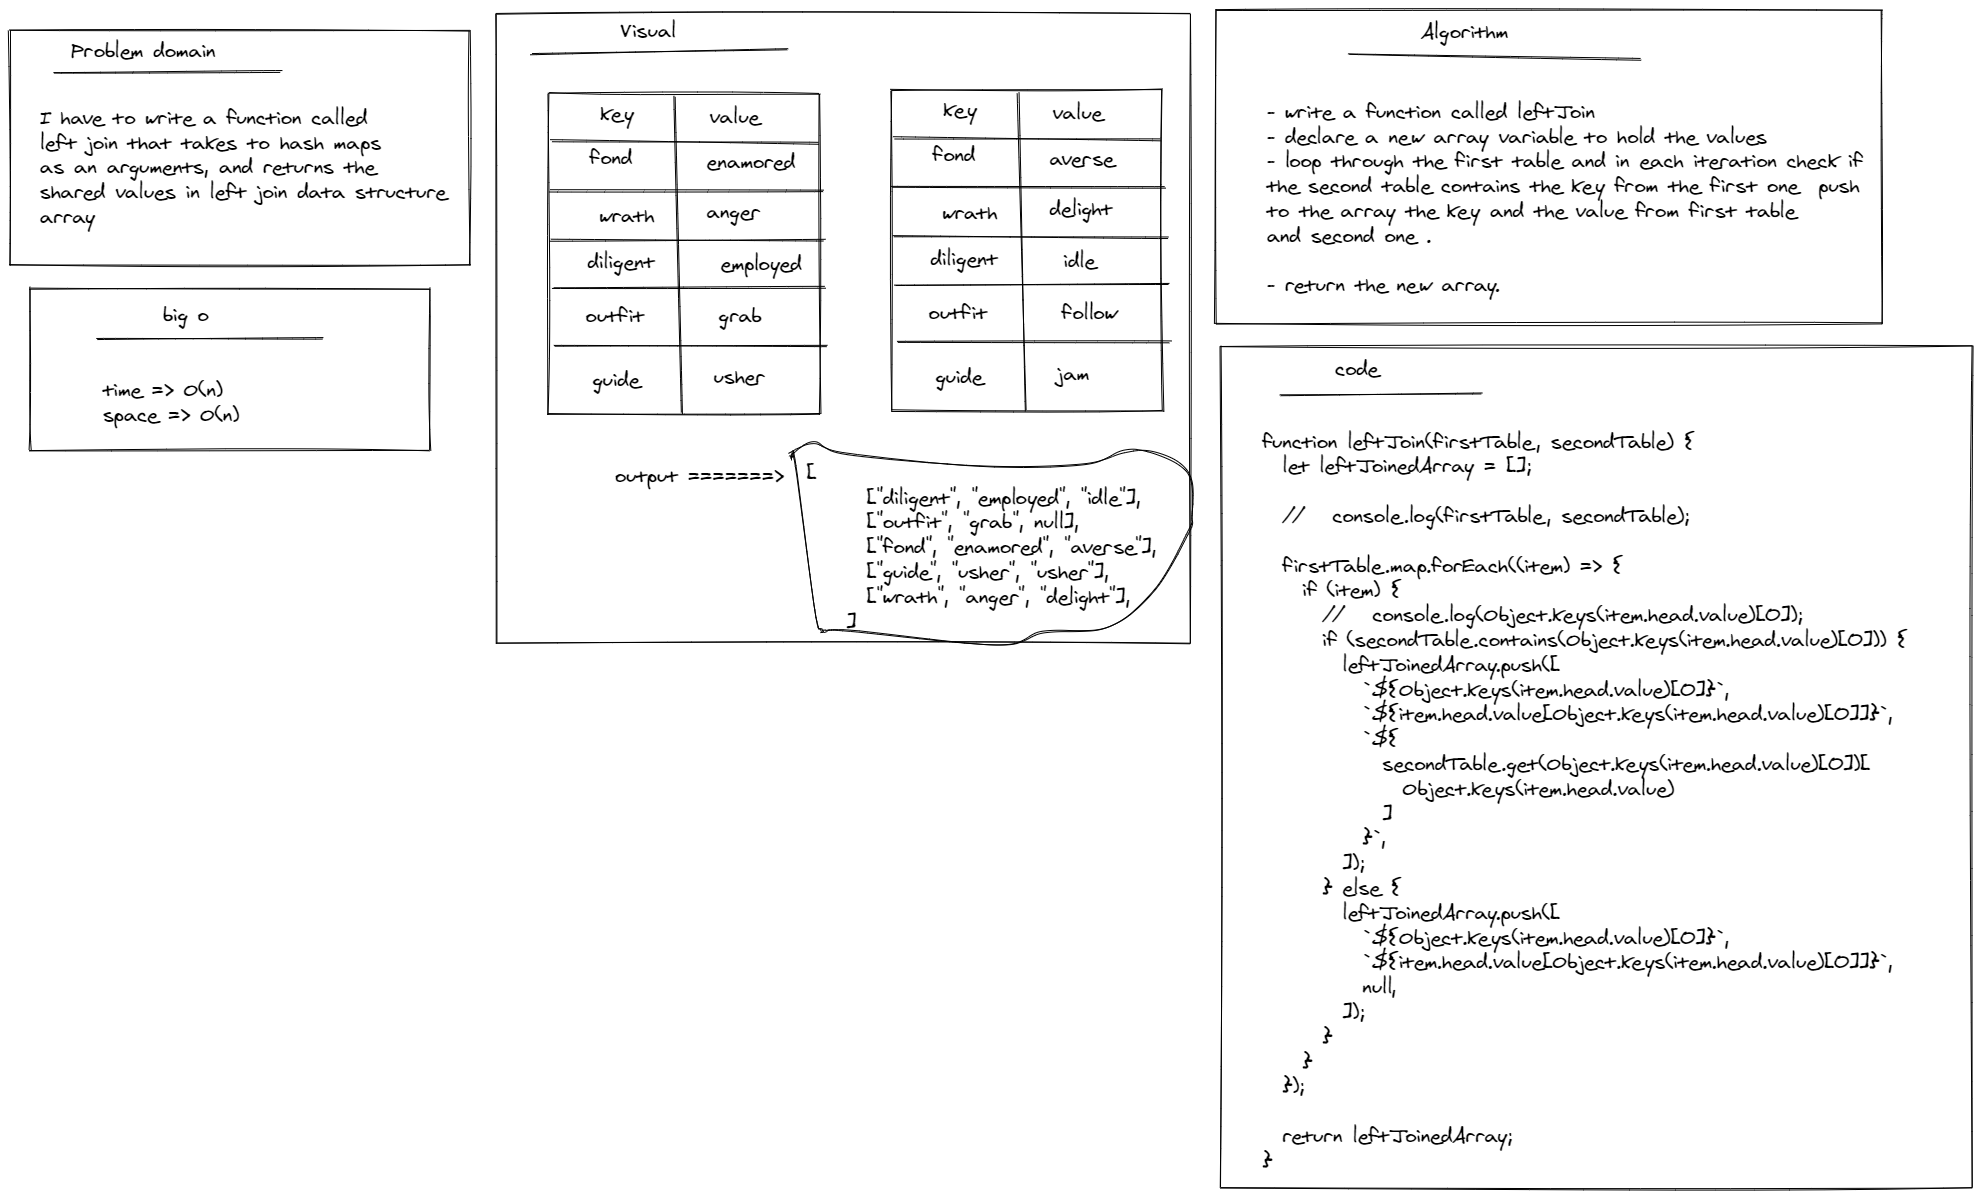 Problem domain
I have to write a function called
left join that takes to hash maps
as an arguments, and returns the
shared values in left join data structure
array
big o
time => O(n)
space => O(n)
Visual
key value
fond enamored
wrath anger
diligent employed
outfit grab
guide usher
key value
fond averse
wrath delight
diligent idle
outfit follow
guide jam
output =======> [
["diligent", "employed", "idle"],
["outfit", "grab", null],
["fond", "enamored", "averse"],
["guide", "usher", "usher"],
["wrath", "anger", "delight"],
]
Algorithm
- write a function called leftJoin
- declare a new array variable to hold the values
- loop through the first table and in each iteration check if
the second table contains the key from the first one push
to the array the key and the value from first table
and second one .
- return the new array.
code
function leftJoin(firstTable, secondTable) {
let leftJoinedArray = [];
// console.log(firstTable, secondTable);
firstTable.map.forEach((item) => {
if (item) {
// console.log(Object.keys(item.head.value)[0]);
if (secondTable.contains(Object.keys(item.head.value)[0])) {
leftJoinedArray.push([
`${Object.keys(item.head.value)[0]}`,
`${item.head.value[Object.keys(item.head.value)[0]]}`,
`${
secondTable.get(Object.keys(item.head.value)[0])[
Object.keys(item.head.value)
]
}`,
]);
} else {
leftJoinedArray.push([
`${Object.keys(item.head.value)[0]}`,
`${item.head.value[Object.keys(item.head.value)[0]]}`,
null,
]);
}
}
});
return leftJoinedArray;
}